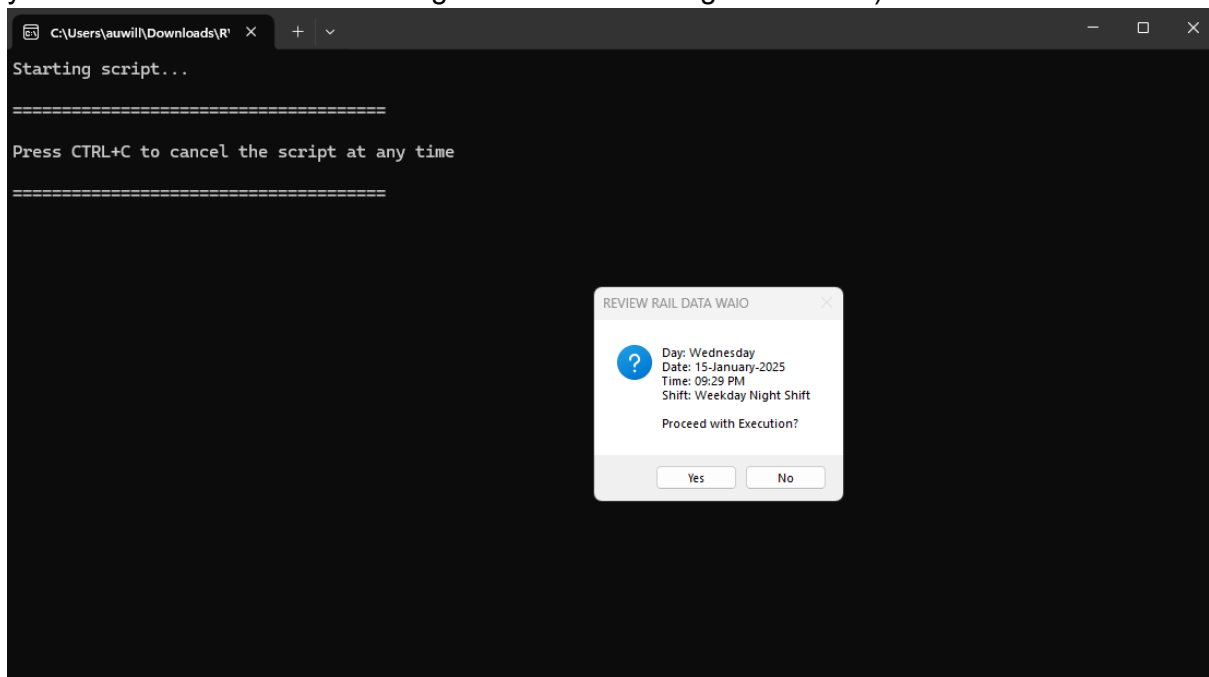 C:\Users\auwill\Downloads\R
Starting script...
======================================
Press CTRL+C to cancel the script at any time
======================================
REVIEW RAIL DATA WAIO
Day: Wednesday
Date: 15-January-2025
Time: 09:29 PM
Shift: Weekday Night Shift
Proceed with Execution?
Yes No